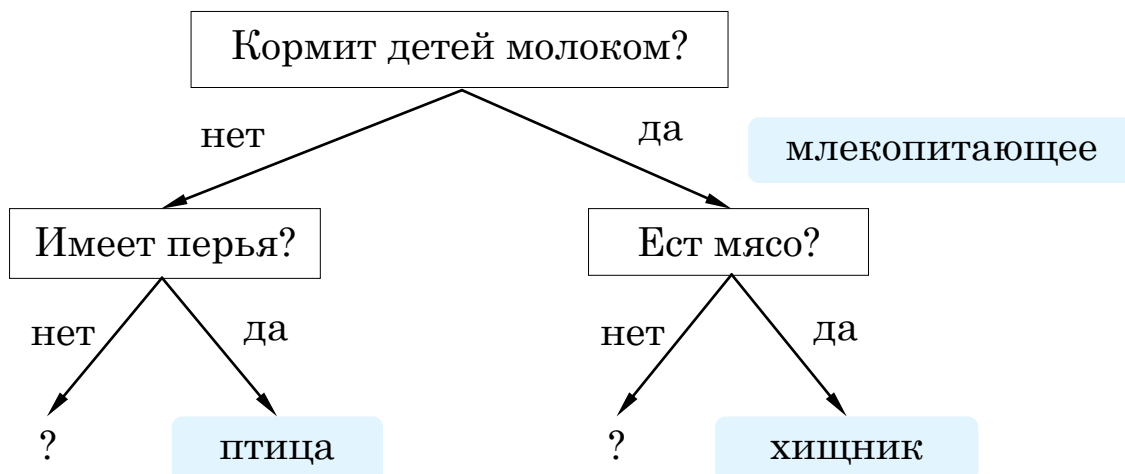 Кормит детей молоком?
нет
да
млекопитающее
Имеет перья?
Ест мясо?
нет
да
нет
да
?
птица
?
хищник